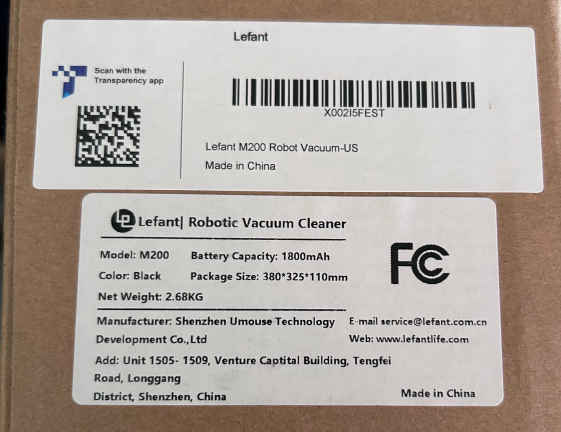 Lefant
Scan with the
Transparency app
X002I5FEST
Lefant M200 Robot Vacuum-US
Made in China
Lefant| Robotic Vacuum Cleaner
Model: M200 Battery Capacity: 1800mAh
Color: Black Package Size: 380*325*110mm
Net Weight: 2.68KG
FC
Manufacturer: Shenzhen Umouse Technology
Development Co.,Ltd
E-mail service@lefant.com.cn
Web: www.lefantlife.com
Add: Unit 1505- 1509, Venture Captital Building, Tengfei
Road, Longgang
District, Shenzhen, China
Made in China